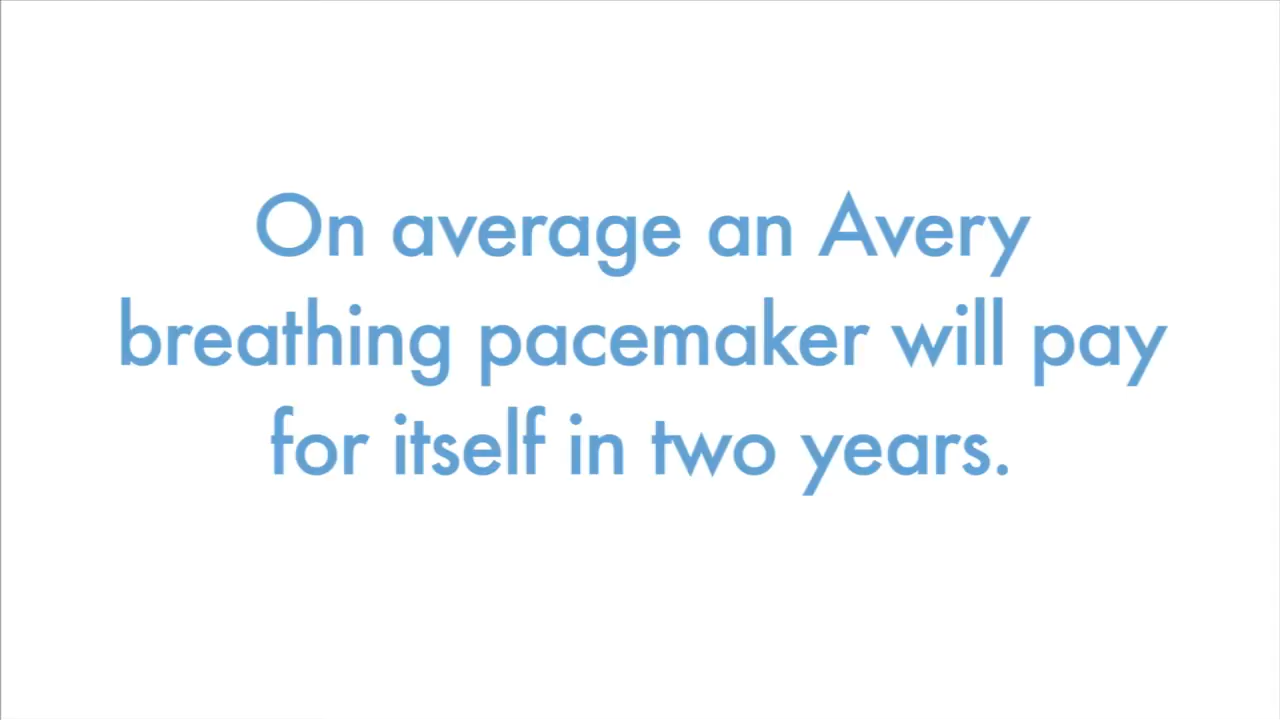 On average an Avery
breathing pacemaker will pay
for itself in two years.